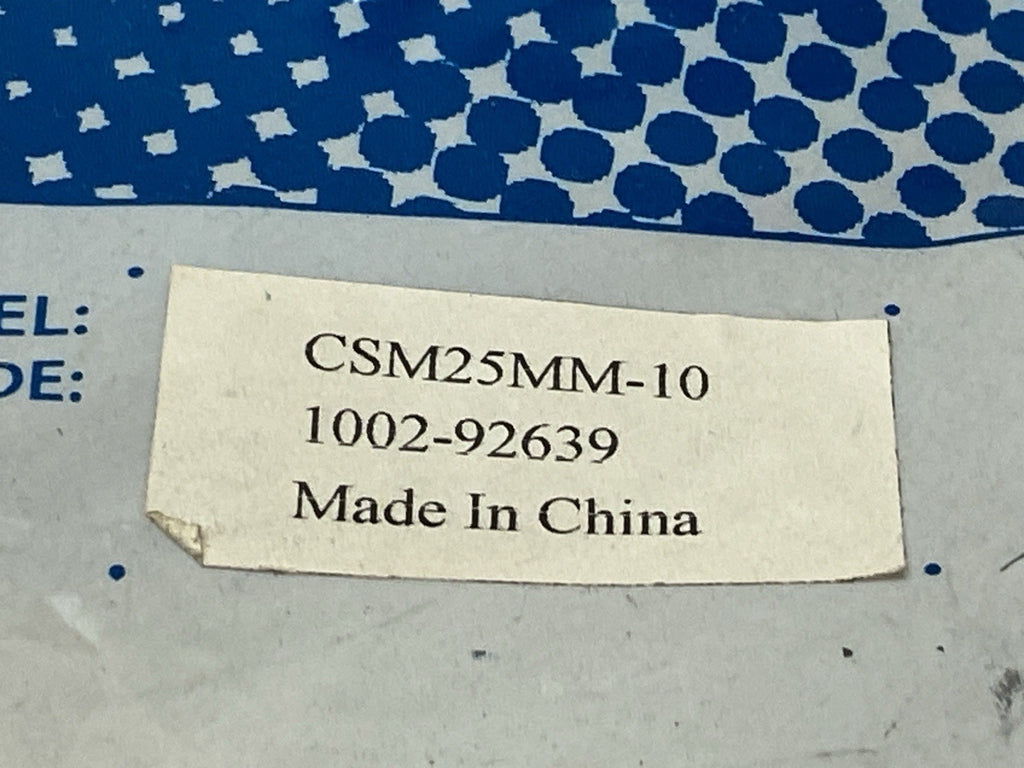 EL:
DE:
CSM25MM-10
1002-92639
Made In China